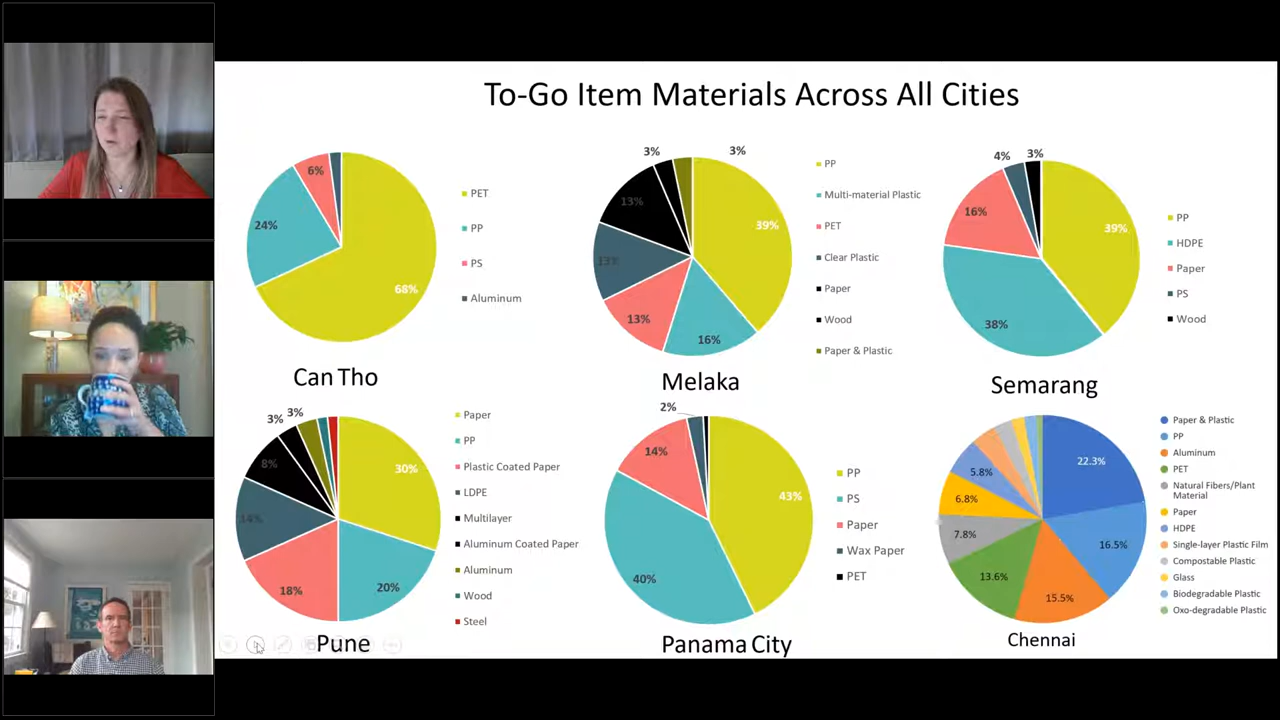 To-Go Item Materials Across All Cities
6%
24%
68%
PET
PP
PS
Aluminum
Can Tho
3%
3%
13%
39%
13%
13%
16%
PP
Multi-material Plastic
PET
Clear Plastic
Paper
Wood
Paper & Plastic
Melaka
4%
3%
16%
39%
38%
PP
HDPE
Paper
PS
Wood
Semarang
3%
3%
8%
30%
14%
18%
20%
Paper
PP
Plastic Coated Paper
LDPE
Multilayer
Aluminum Coated Paper
Aluminum
Wood
Steel
Pune
2%
14%
43%
40%
PP
PS
Paper
Wax Paper
PET
Panama City
22.3%
5.8%
6.8%
7.8%
16.5%
13.6%
15.5%
Paper & Plastic
PP
Aluminum
PET
Natural Fibers/Plant
Material
Paper
HDPE
Single-layer Plastic Film
Compostable Plastic
Glass
Biodegradable Plastic
Oxo-degradable Plastic
Chennai